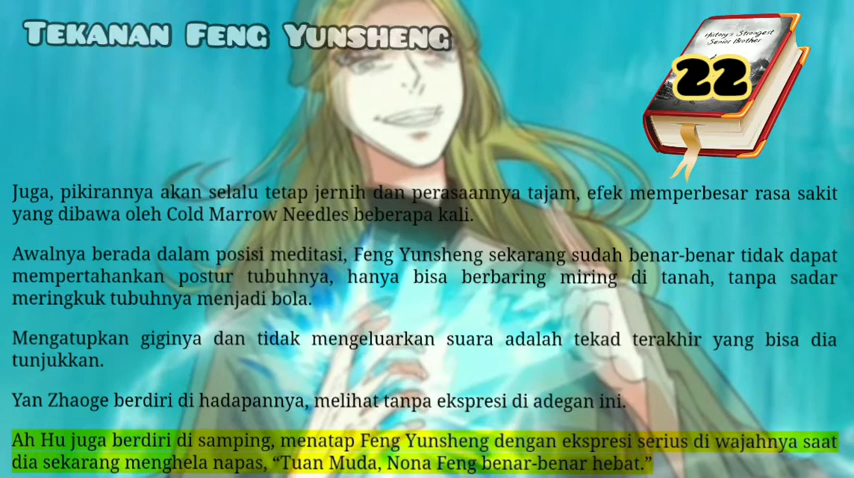 TEKANAN FENG YUNSHENG
History's Strongest
Senior Brother
22
Juga, pikirannya akan selalu tetap jernih dan perasaannya tajam, efek memperbesar rasa sakit
yang dibawa oleh Cold Marrow Needles beberapa kali.
Awalnya berada dalam posisi meditasi, Feng Yunsheng sekarang sudah benar-benar tidak dapat
mempertahankan postur tubuhnya, hanya bisa berbaring miring di tanah, tanpa sadar
meringkuk tubuhnya menjadi bola.
Mengatupkan giginya dan tidak mengeluarkan suara adalah tekad terakhir yang bisa dia
tunjukkan.
Yan Zhaoge berdiri di hadapannya, melihat tanpa ekspresi di adegan ini.
Ah Hu juga berdiri di samping, menatap Feng Yunsheng dengan ekspresi serius di wajahnya saat
dia sekarang menghela napas, “Tuan Muda, Nona Feng benar-benar hebat.”